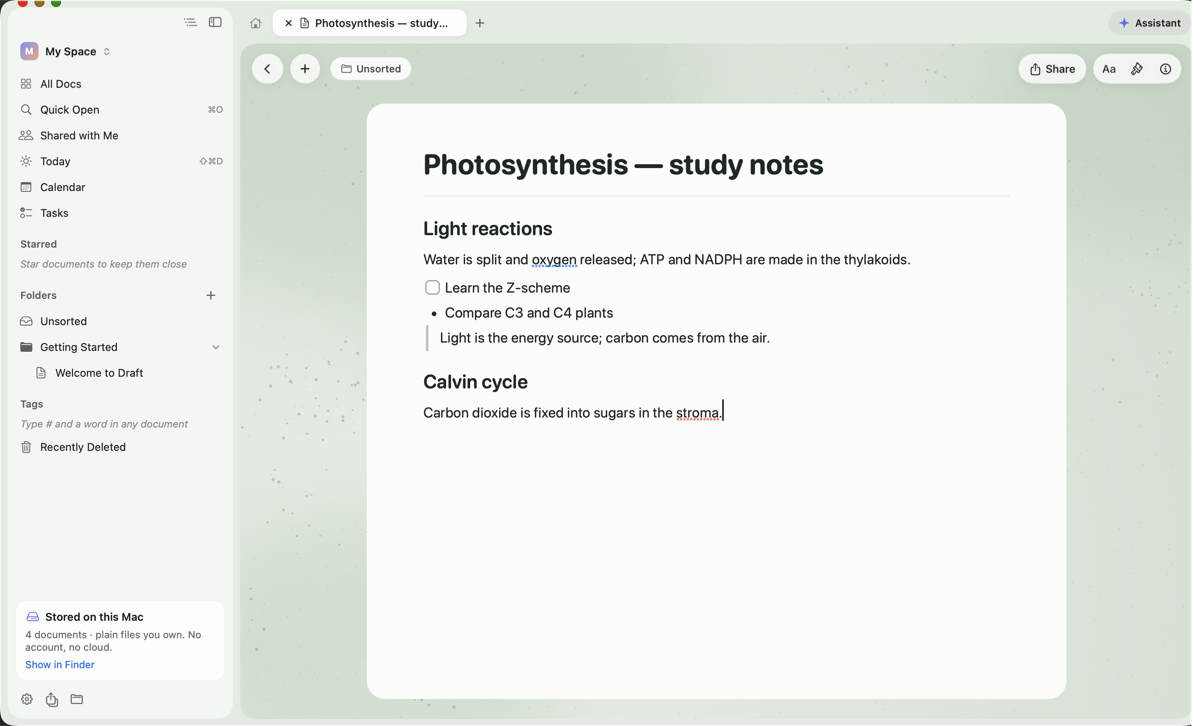 Photosynthesis — study...
Assistant
M My Space
All Docs
Quick Open ⌘O
Shared with Me
Today ⇧⌘D
Calendar
Tasks
Starred
Star documents to keep them close
Folders
Unsorted
Getting Started
Welcome to Draft
Tags
Type # and a word in any document
Recently Deleted
Stored on this Mac
4 documents · plain files you own. No
account, no cloud.
Show in Finder
Unsorted
Share
Aa
Photosynthesis — study notes
Light reactions
Water is split and oxygen released; ATP and NADPH are made in the thylakoids.
Learn the Z-scheme
• Compare C3 and C4 plants
Light is the energy source; carbon comes from the air.
Calvin cycle
Carbon dioxide is fixed into sugars in the stroma.